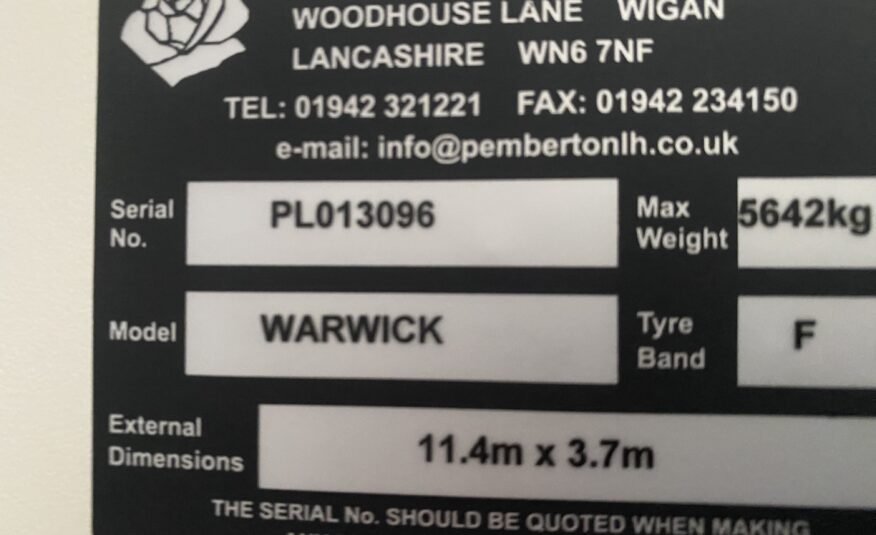 WOODHOUSE LANE WIGAN
LANCASHIRE WN6 7NF
TEL: 01942 321221 FAX: 01942 234150
e-mail: info@pembertonlh.co.uk
Serial No. PL013096 Max Weight 5642kg
Model WARWICK Tyre Band F
External Dimensions 11.4m x 3.7m
THE SERIAL No. SHOULD BE QUOTED WHEN MAKING